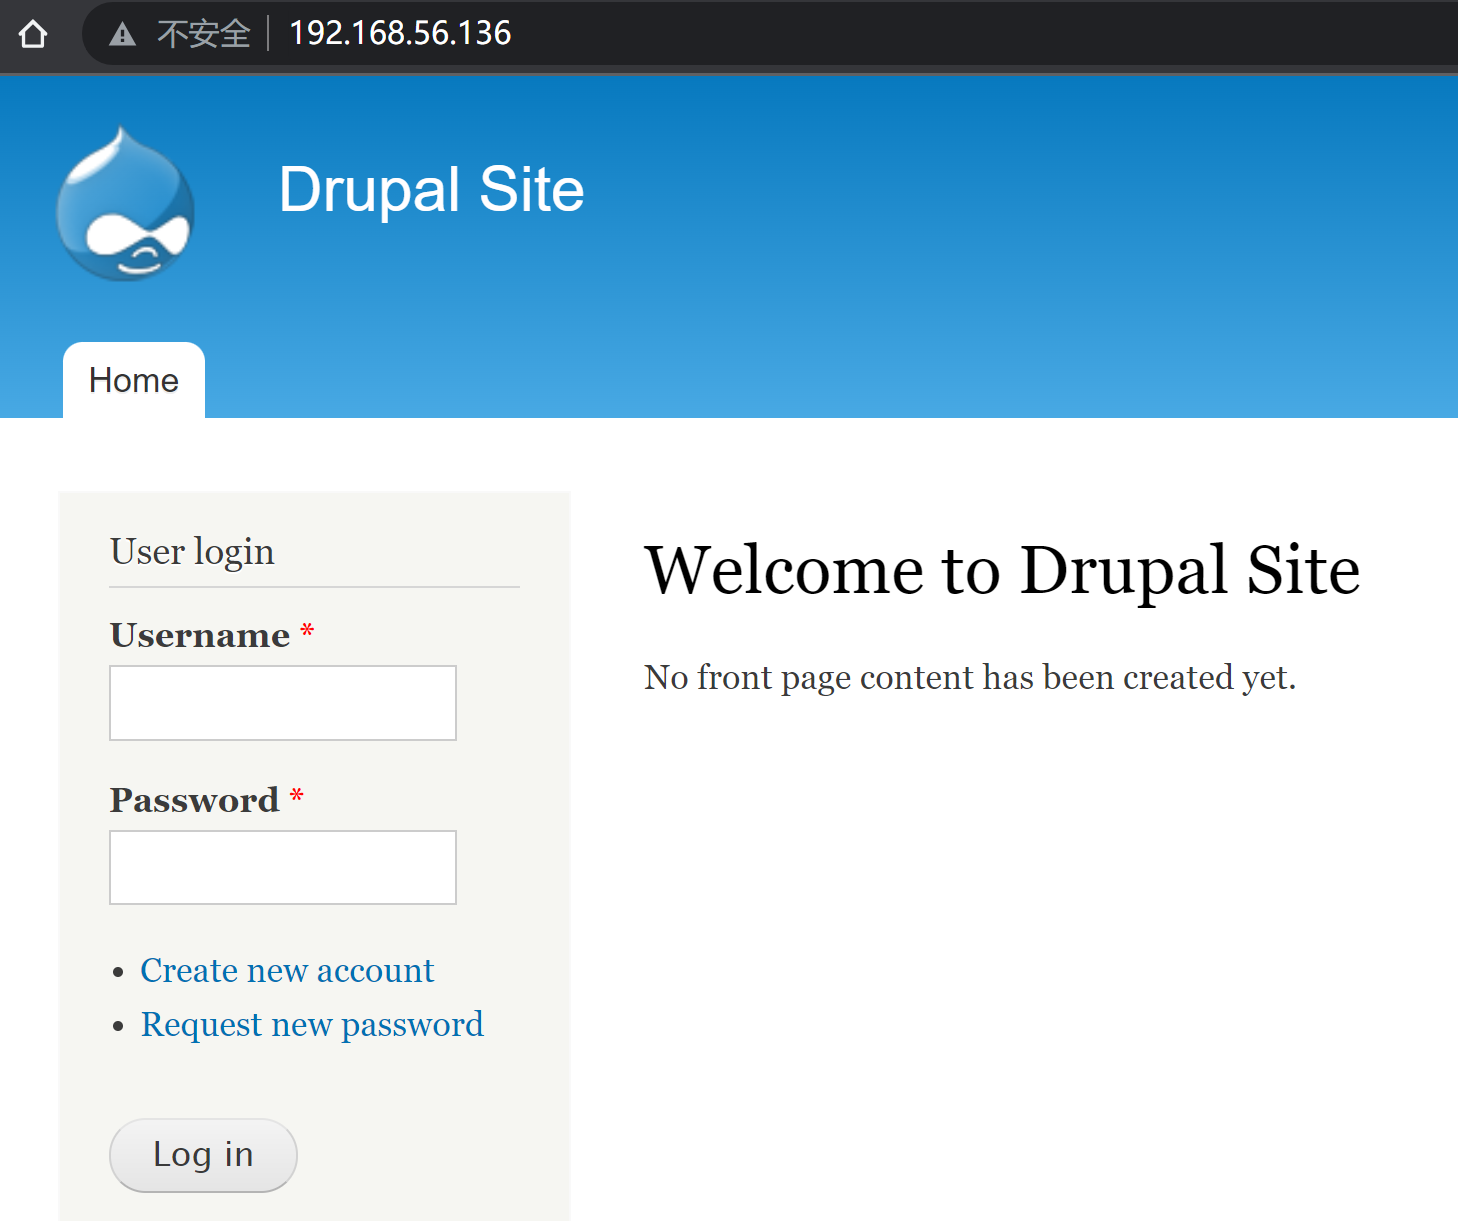 不安全 192.168.56.136
Drupal Site
Home
User login
Username *
Password *
Create new account
Request new password
Log in
Welcome to Drupal Site
No front page content has been created yet.